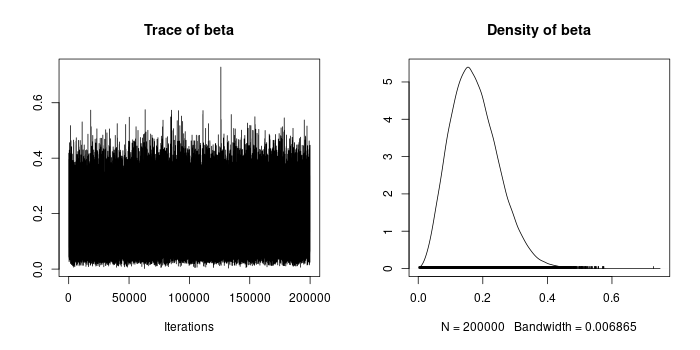 Trace of beta
0.6
0.4
0.2
0.0
0 50000 100000 150000 200000
Iterations
Density of beta
5
4
3
2
1
0
0.0 0.2 0.4 0.6
N = 200000 Bandwidth = 0.006865